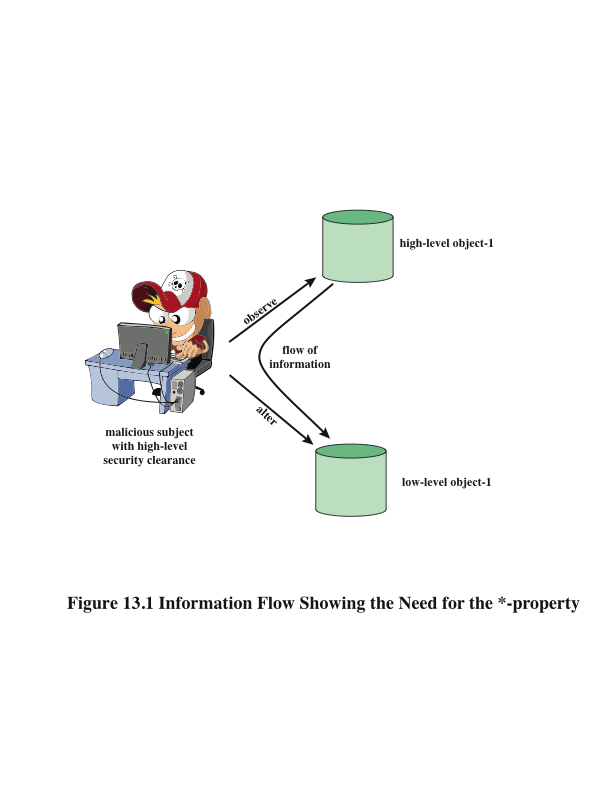 high-level object-1
observe
flow of
information
alter
malicious subject
with high-level
security clearance
low-level object-1
Figure 13.1 Information Flow Showing the Need for the *-property